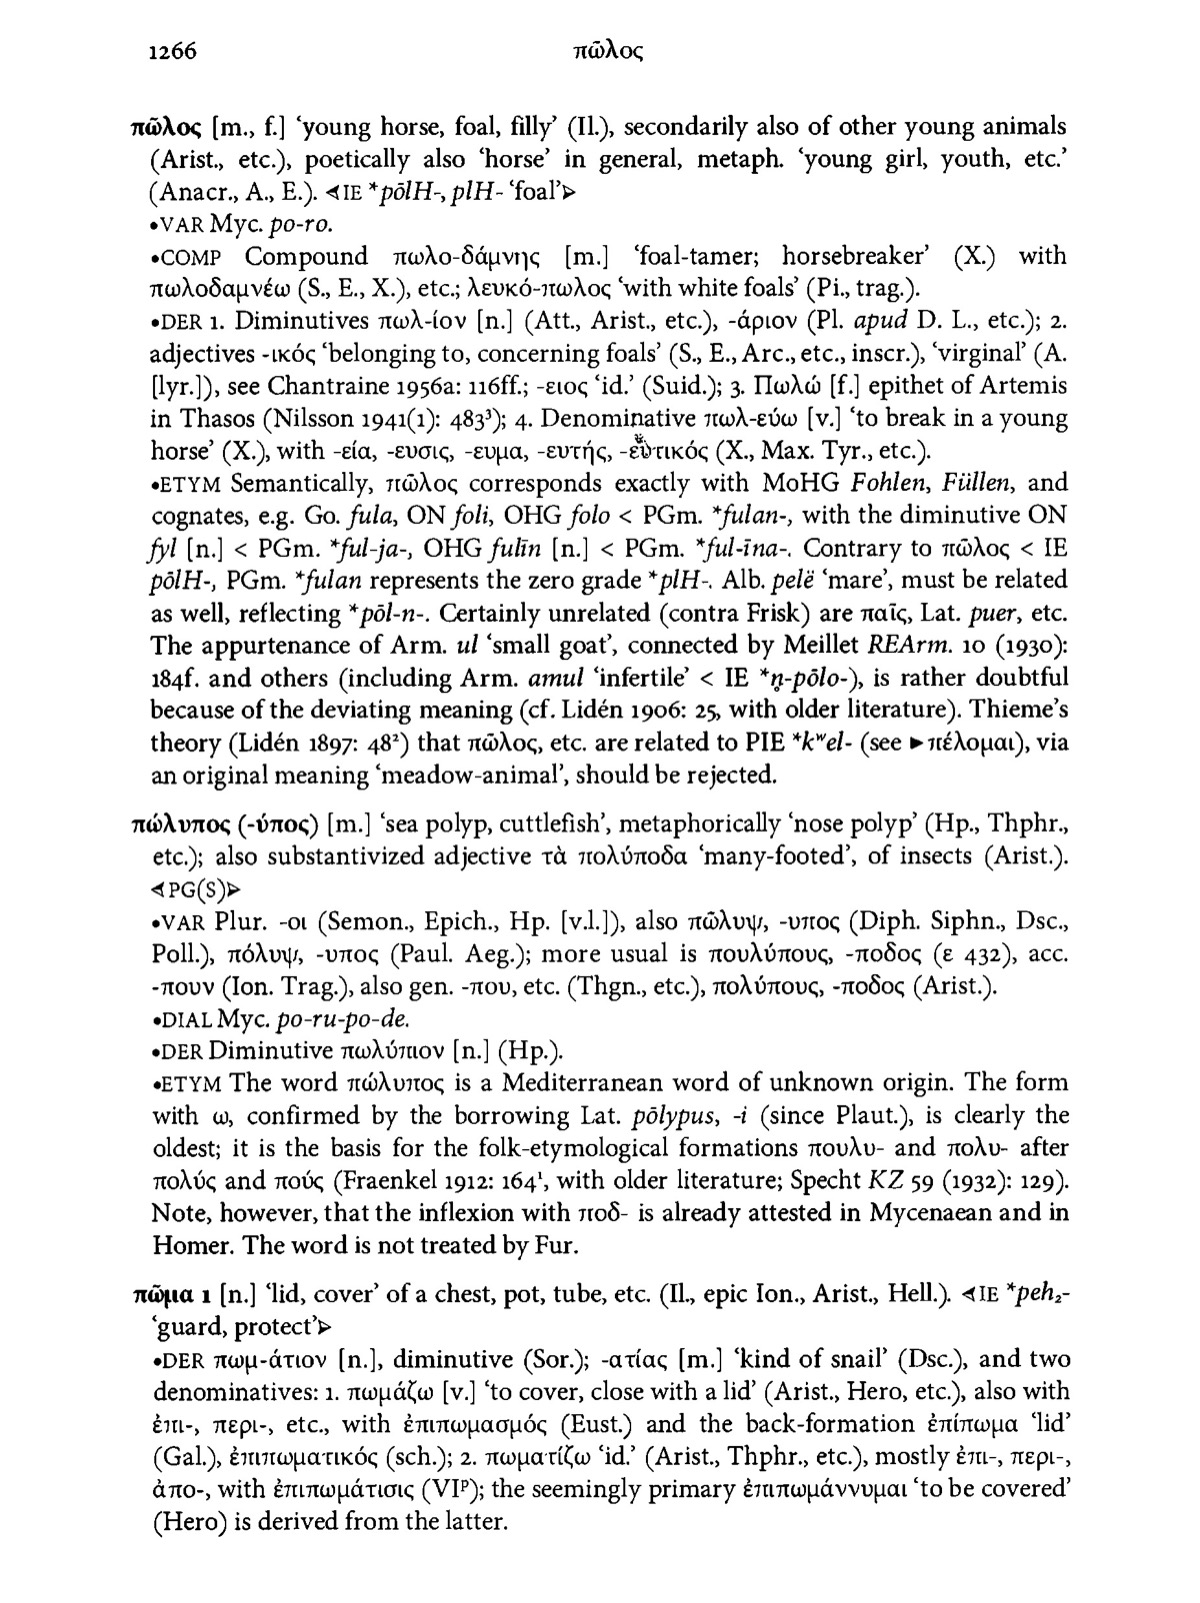 1266
πῶλος
πῶλος [m., f.] ‘young horse, foal, filly’ (Il.), secondarily also of other young animals
(Arist., etc.), poetically also ‘horse’ in general, metaph. ‘young girl, youth, etc.’
(Anacr., A., E.). ⊲IE *pōlH-, plH- ‘foal’⊳
•VAR Myc. po-ro.
•COMP Compound πωλο-δάμνης [m.] ‘foal-tamer; horsebreaker’ (X.) with
πωλοδαμνέω (S., E., X.), etc.; λευκό-πωλος ‘with white foals’ (Pi., trag.).
•DER 1. Diminutives πωλ-ίον [n.] (Att., Arist., etc.), -άριον (Pl. apud D. L., etc.); 2.
adjectives -ικός ‘belonging to, concerning foals’ (S., E., Arc., etc., inscr.), ‘virginal’ (A.
[lyr.]), see Chantraine 1956a: 116ff.; -ειος ‘id.’ (Suid.); 3. Πωλώ [f.] epithet of Artemis
in Thasos (Nilsson 1941(1): 483³); 4. Denominative πωλ-εύω [v.] ‘to break in a young
horse’ (X.), with -εία, -ευσις, -ευμα, -ευτής, -ευτικός (X., Max. Tyr., etc.).
•ETYM Semantically, πῶλος corresponds exactly with MoHG Fohlen, Füllen, and
cognates, e.g. Go. fula, ON foli, OHG folo < PGm. *fulan-, with the diminutive ON
fyl [n.] < PGm. *ful-ja-, OHG fulīn [n.] < PGm. *ful-īna-. Contrary to πῶλος < IE
pōlH-, PGm. *fulan represents the zero grade *plH-. Alb. pelë ‘mare’, must be related
as well, reflecting *pōl-n-. Certainly unrelated (contra Frisk) are παῖς, Lat. puer, etc.
The appurtenance of Arm. ul ‘small goat’, connected by Meillet REArm. 10 (1930):
184f. and others (including Arm. amul ‘infertile’ < IE *n̥-pōlo-), is rather doubtful
because of the deviating meaning (cf. Lidén 1906: 25, with older literature). Thieme’s
theory (Lidén 1897: 48²) that πῶλος, etc. are related to PIE *kʷel- (see ►πέλομαι), via
an original meaning ‘meadow-animal’, should be rejected.
πώλυπος (-ύπος) [m.] ‘sea polyp, cuttlefish’, metaphorically ‘nose polyp’ (Hp., Thphr.,
etc.); also substantivized adjective τὰ πολύποδα ‘many-footed’, of insects (Arist.).
⊲PG(S)⊳
•VAR Plur. -οι (Semon., Epich., Hp. [v.l.]), also πῶλυψ, -υπος (Diph. Siphn., Dsc.,
Poll.), πόλυψ, -υπος (Paul. Aeg.); more usual is πουλύπους, -ποδος (ε 432), acc.
-πουν (Ion. Trag.), also gen. -που, etc. (Thgn., etc.), πολύπους, -ποδος (Arist.).
•DIAL Myc. po-ru-po-de.
•DER Diminutive πωλύπιον [n.] (Hp.).
•ETYM The word πώλυπος is a Mediterranean word of unknown origin. The form
with ω, confirmed by the borrowing Lat. pōlypus, -i (since Plaut.), is clearly the
oldest; it is the basis for the folk-etymological formations πουλυ- and πολυ- after
πολύς and πούς (Fraenkel 1912: 164¹, with older literature; Specht KZ 59 (1932): 129).
Note, however, that the inflexion with ποδ- is already attested in Mycenaean and in
Homer. The word is not treated by Fur.
πῶμα 1 [n.] ‘lid, cover’ of a chest, pot, tube, etc. (Il., epic Ion., Arist., Hell.). ⊲IE *peh₂-
‘guard, protect’⊳
•DER πωμ-άτιον [n.], diminutive (Sor.); -ατίας [m.] ‘kind of snail’ (Dsc.), and two
denominatives: 1. πωμάζω [v.] ‘to cover, close with a lid’ (Arist., Hero, etc.), also with
ἐπι-, περι-, etc., with ἐπιπωμασμός (Eust.) and the back-formation ἐπίπωμα ‘lid’
(Gal.), ἐπιπωματικός (sch.); 2. πωματίζω ‘id.’ (Arist., Thphr., etc.), mostly ἐπι-, περι-,
ἀπο-, with ἐπιπωμάτισις (VIᵖ); the seemingly primary ἐπιπωμάννυμαι ‘to be covered’
(Hero) is derived from the latter.